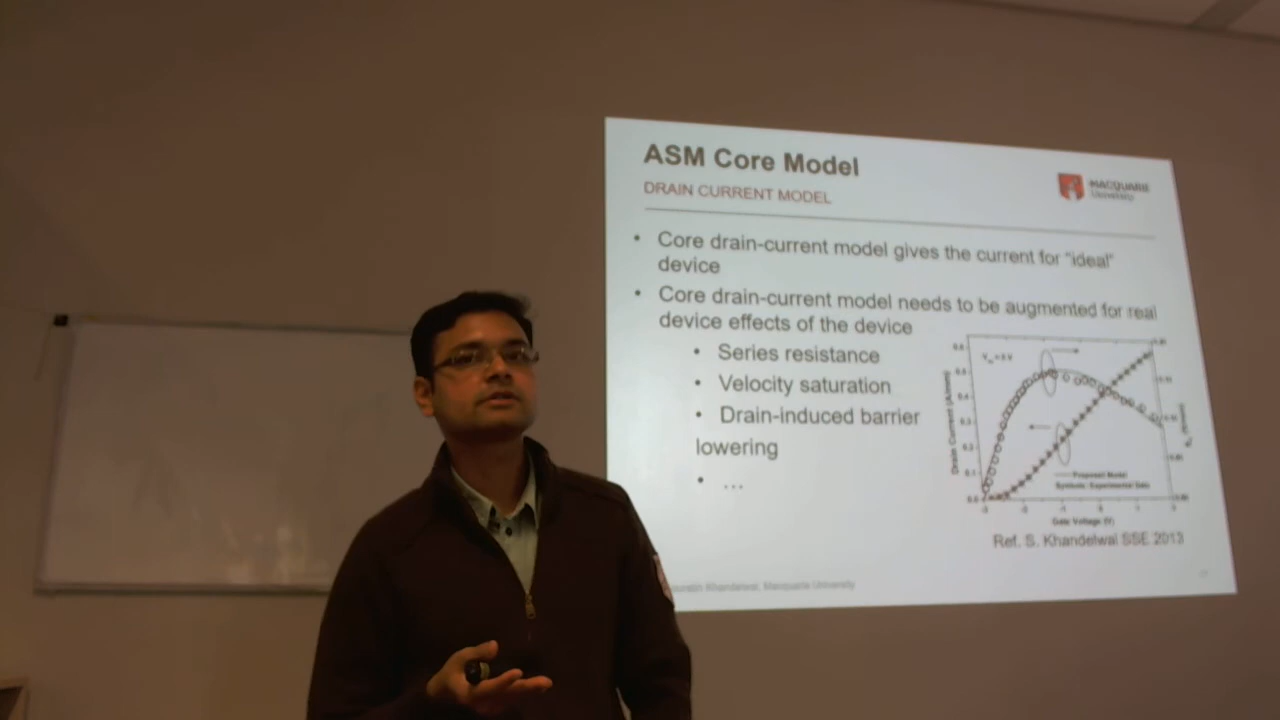 ASM Core Model
DRAIN CURRENT MODEL
MACQUARIE
University
• Core drain-current model gives the current for "ideal"
device
• Core drain-current model needs to be augmented for real
device effects of the device
• Series resistance
• Velocity saturation
• Drain-induced barrier
lowering
• ...
Drain Current (A/mm)
Proposed Model
Symbols: Experimental Data
Gate Voltage (V)
Ref. S. Khandelwal SSE 2013
Khandelwal, Macquarie University